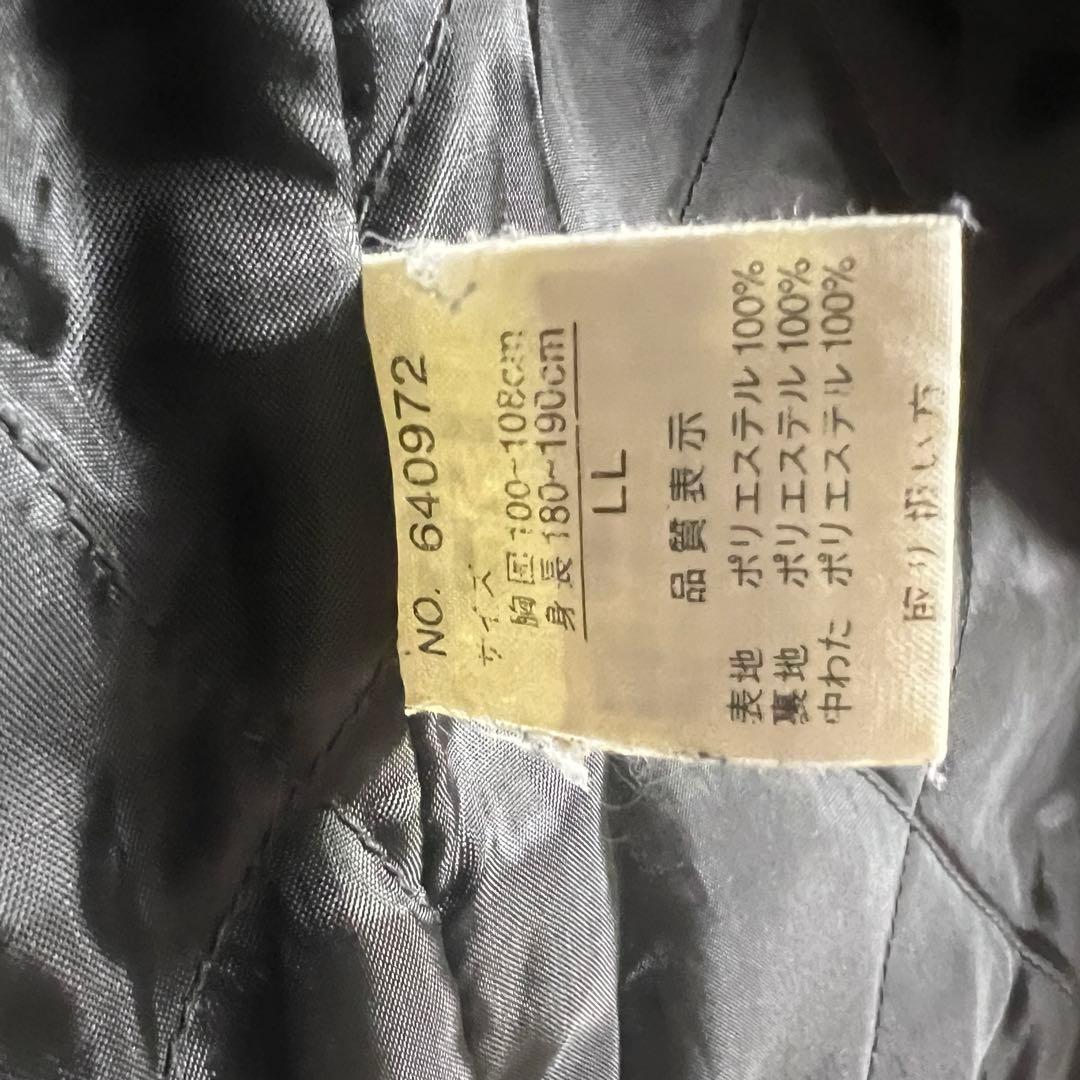 NO. 640972
サイズ
胸囲 100~108cm
身長 180~190cm
LL
品質表示
表地 ポリエステル 100%
裏地 ポリエステル 100%
中わた ポリエステル 100%
取り扱い方